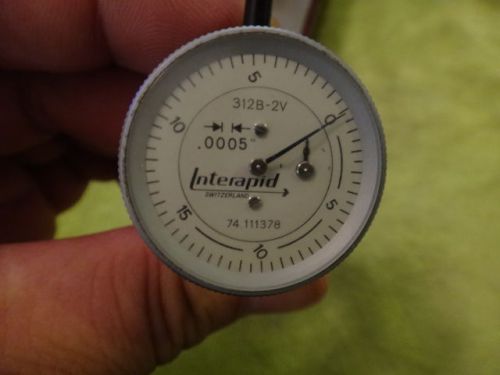 5
312B-2V
0
10
.0005"
Interapid
SWITZERLAND
15
5
74.111378
10